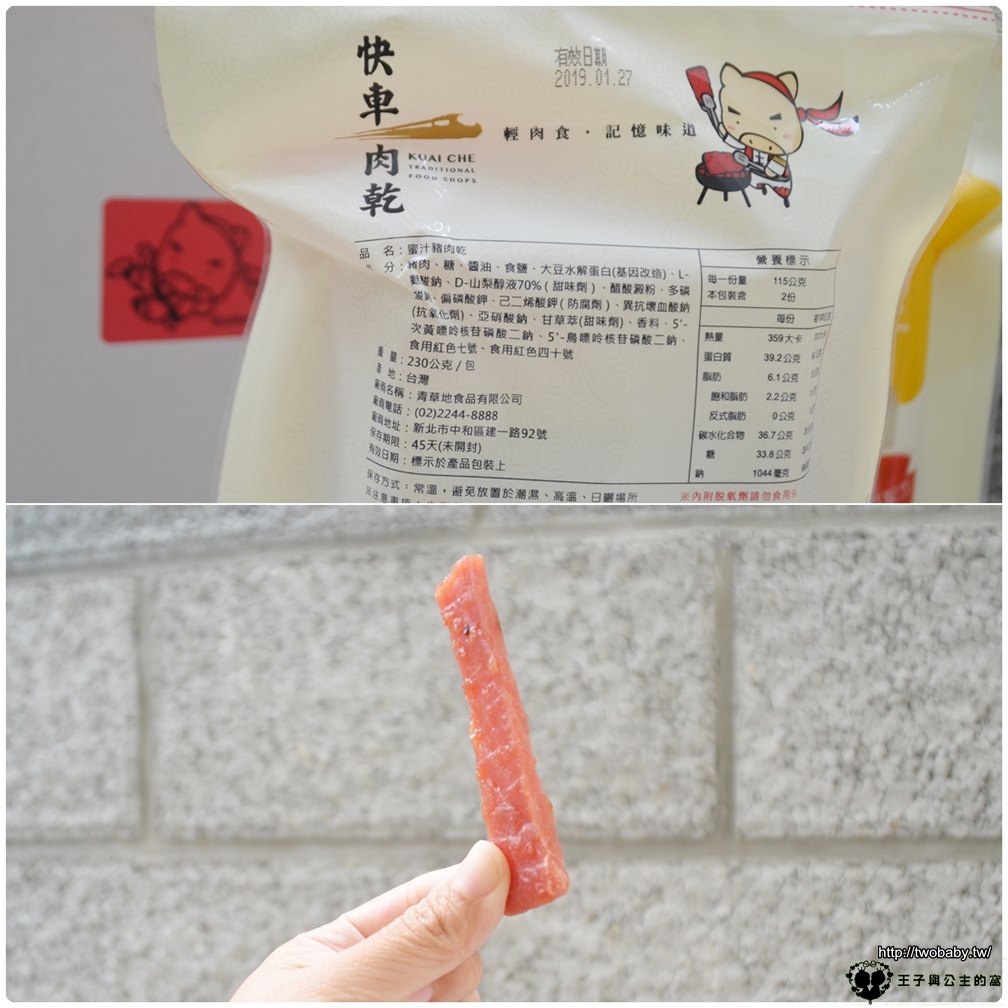 快車肉乾
KUAI CHE
TRADITIONAL
FOOD SHOPS
有效日期
2019.01.27
輕肉食·記憶味道
品 名：蜜汁豬肉乾
分：豬肉、糖、醬油、食鹽、大豆水解蛋白(基因改造)、L-
麩酸鈉、D-山梨醇液70%(甜味劑)、醋酸澱粉、多磷
酸鈉、偏磷酸鉀、己二烯酸鉀(防腐劑)、異抗壞血酸鈉
(抗氧化劑)、亞硝酸鈉、甘草萃(甜味劑)、香料、5'-
次黃嘌呤核苷磷酸二鈉、5'-鳥嘌呤核苷磷酸二鈉、
食用紅色七號、食用紅色四十號
重 量：230公克/包
產 地：台灣
廠商名稱：青草地食品有限公司
廠商電話：(02)2244-8888
廠商地址：新北市中和區建一路92號
保存期限：45天(未開封)
有效日期：標示於產品包裝上
保存方式：常溫，避免放置於潮濕、高溫、日曬場所
營養標示
每一份量 115公克
本包裝含 2份
每份
熱量 359大卡
蛋白質 39.2公克
脂肪 6.1公克
飽和脂肪 2.2公克
反式脂肪 0公克
碳水化合物 36.7公克
糖 33.8公克
鈉 1044毫克
※內附脫氧劑請勿食用※
http://twobaby.tw/
王子與公主的窩